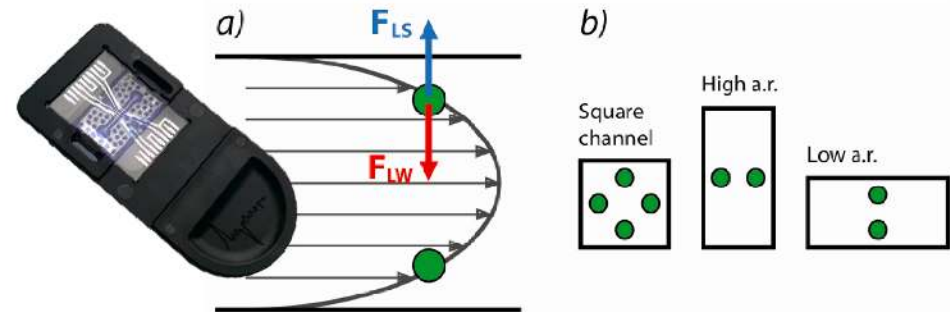 a)
F_LS
F_LW
b)
Square
channel
High a.r.
Low a.r.